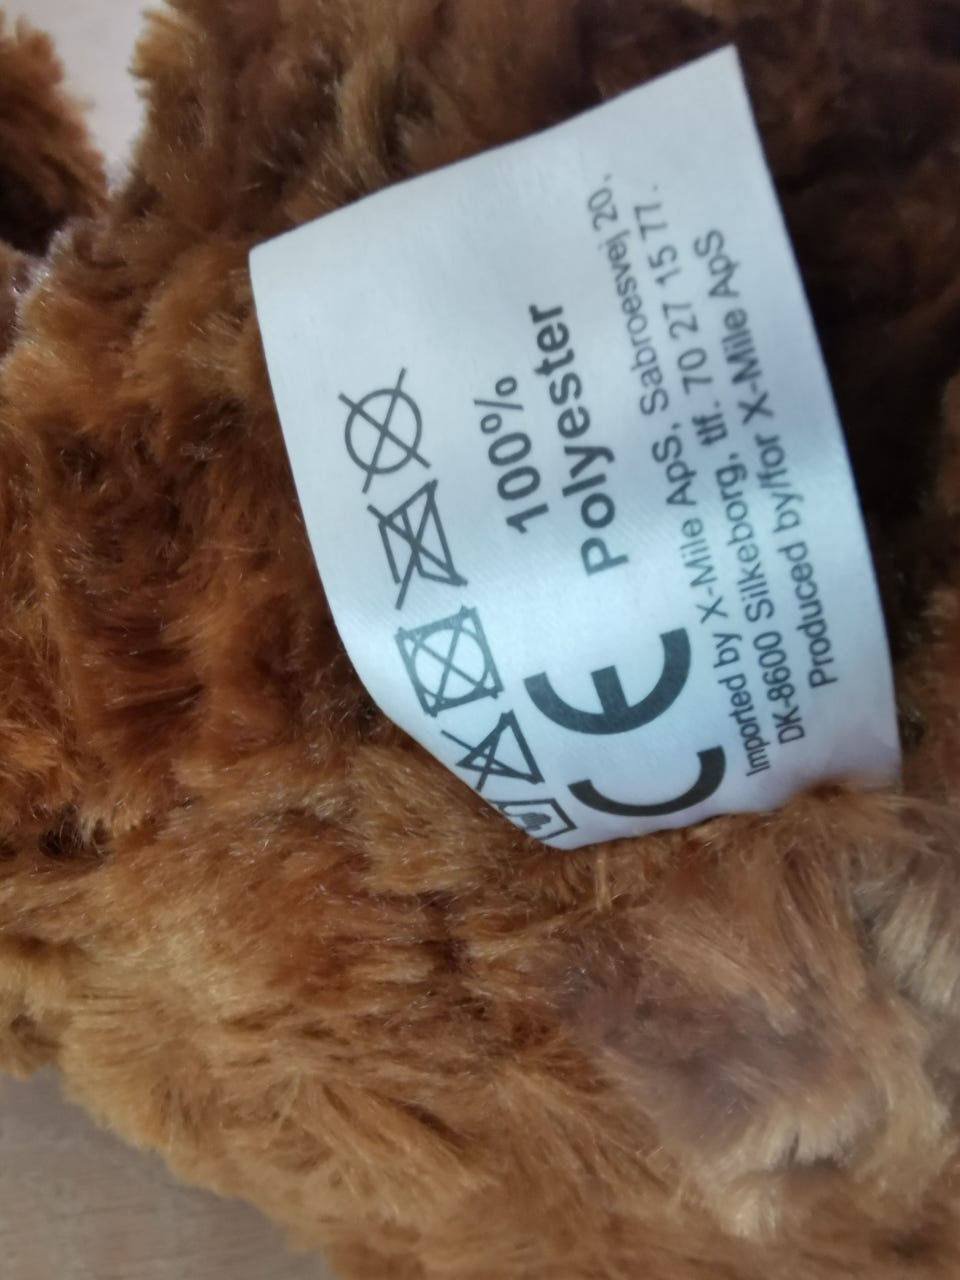 100%
Polyester
CE
Imported by X-Mile ApS, Sabroesvej 20,
DK-8600 Silkeborg, tlf. 70 27 15 77.
Produced by/for X-Mile ApS